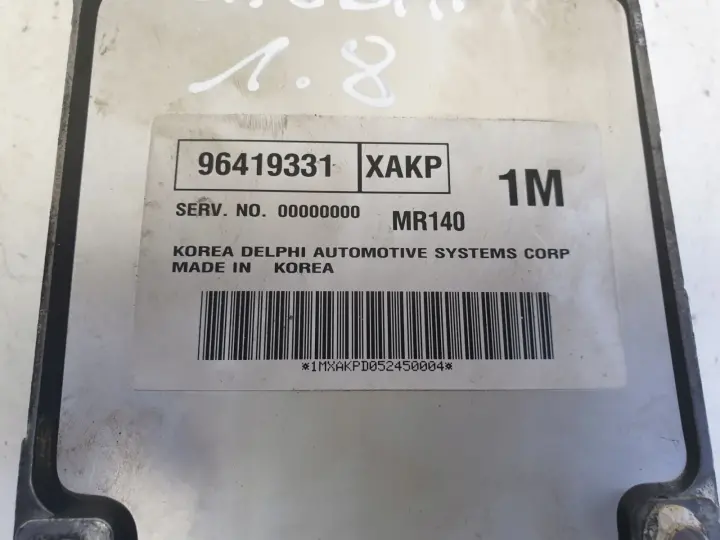 1.8
96419331 XAKP 1M
SERV. NO. 00000000 MR140
KOREA DELPHI AUTOMOTIVE SYSTEMS CORP
MADE IN KOREA
*1MXAKPD052450004*